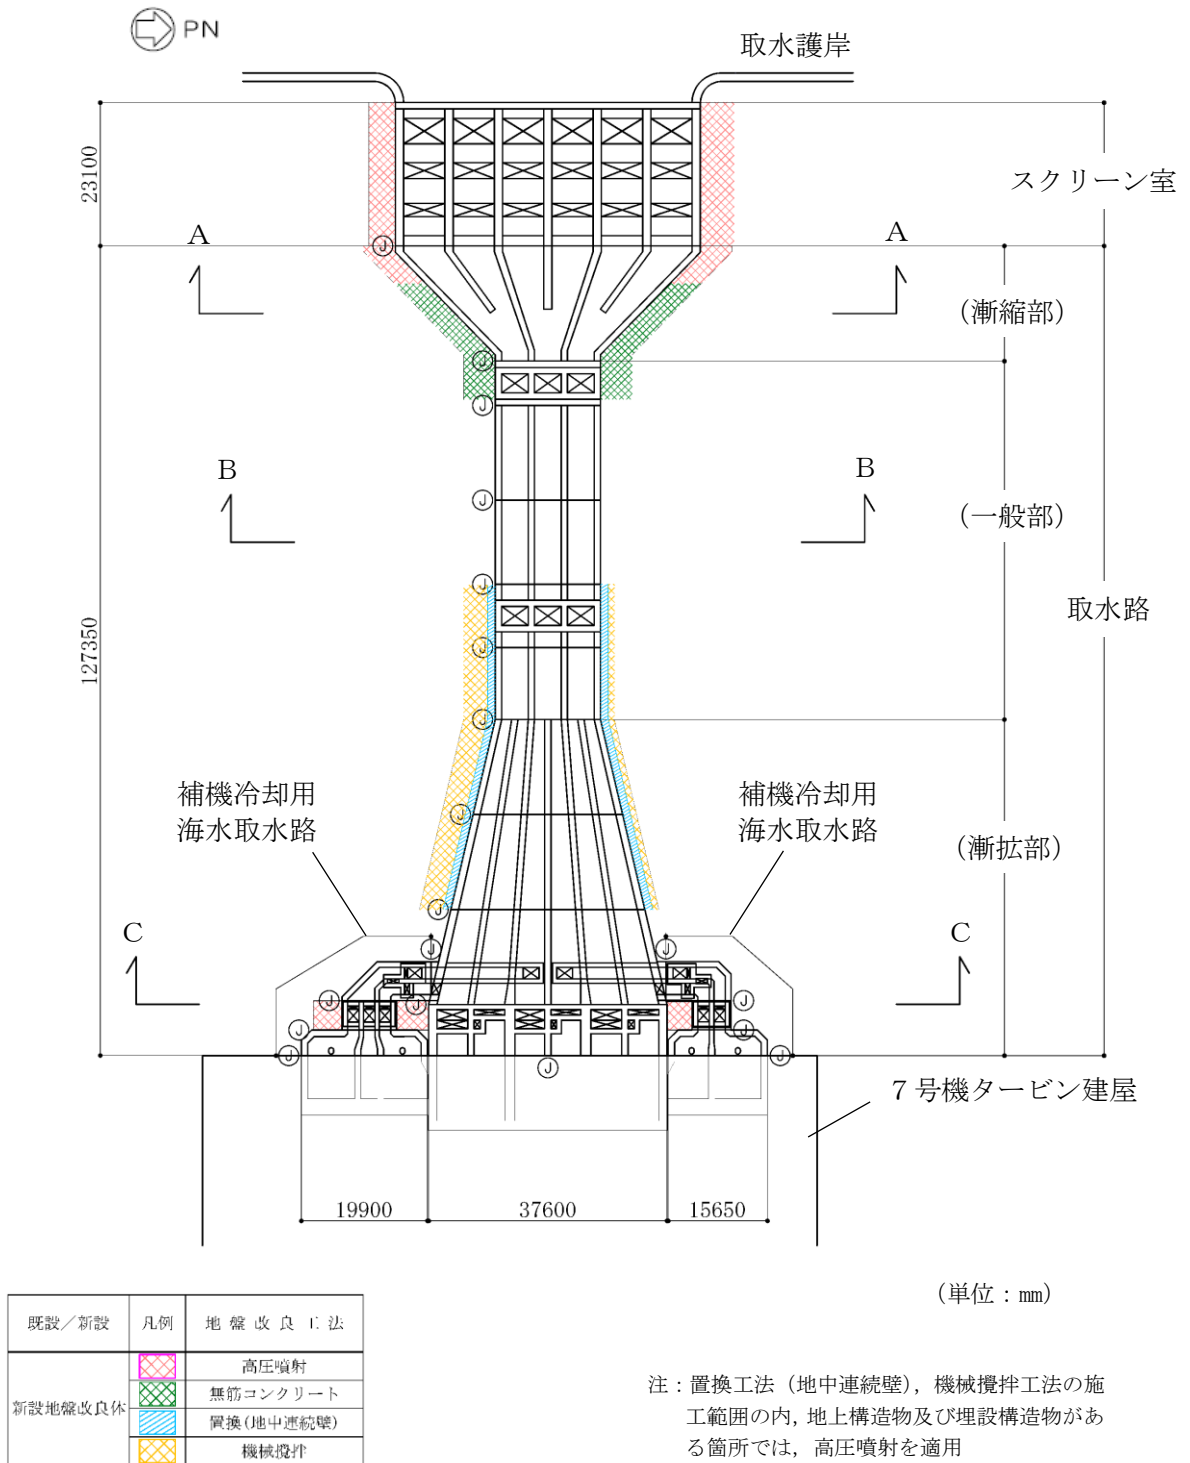 PN
取水護岸
23100
スクリーン室
A
A
(漸縮部)
J
J
J
B
B
J
(一般部)
J
取水路
127350
J
J
補機冷却用
海水取水路
補機冷却用
海水取水路
J
(漸拡部)
J
C
C
J
J
J
J
J
J
J
J
J
J
7号機タービン建屋
19900
37600
15650
(単位：mm)
既設／新設
凡例
地盤改良工法
新設地盤改良体
高圧噴射
無筋コンクリート
置換(地中連続壁)
機械攪拌
注：置換工法（地中連続壁），機械攪拌工法の施
工範囲の内，地上構造物及び埋設構造物があ
る箇所では，高圧噴射を適用